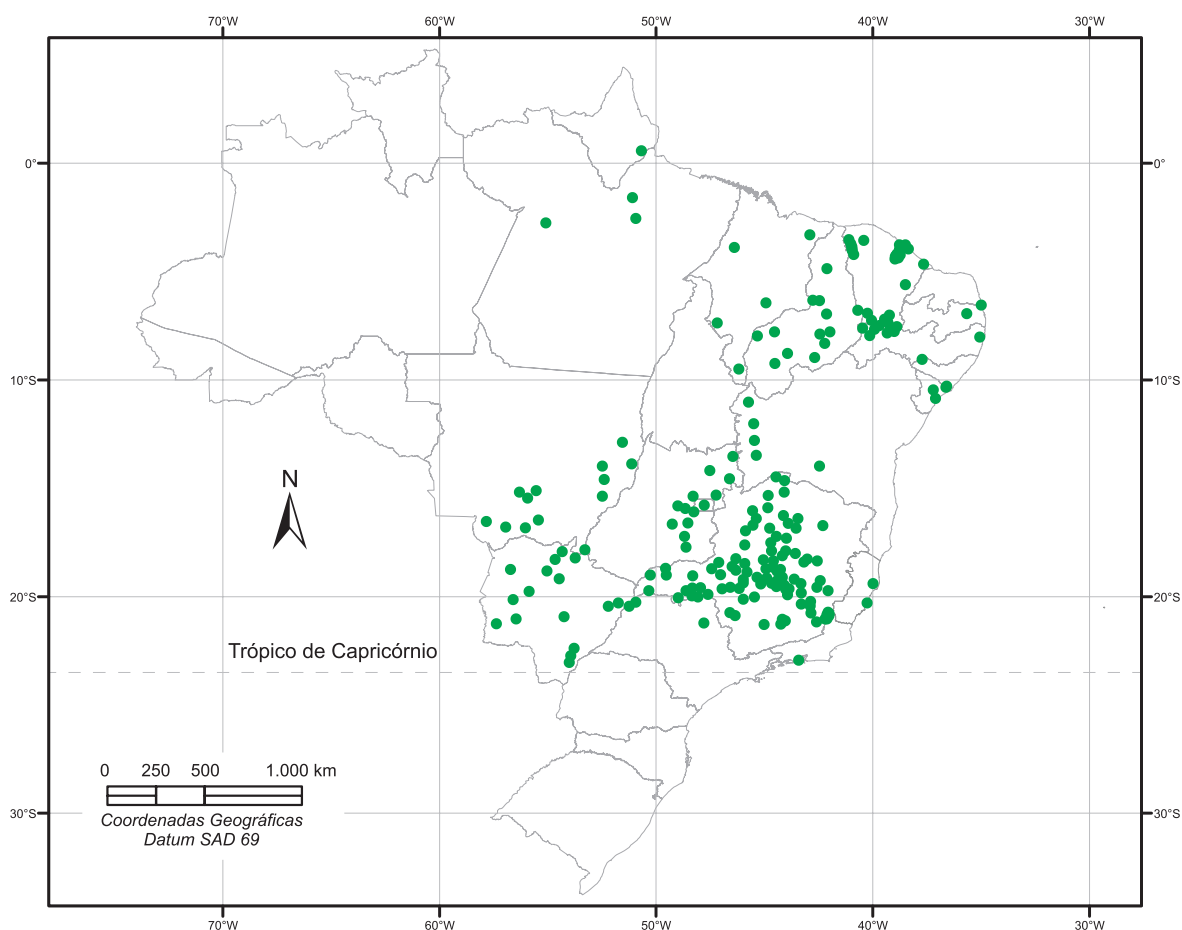 70°W 60°W 50°W 40°W 30°W
0° 0°
10°S 10°S
N
20°S 20°S
Trópico de Capricórnio
0 250 500 1.000 km
30°S 30°S
Coordenadas Geográficas
Datum SAD 69
70°W 60°W 50°W 40°W 30°W